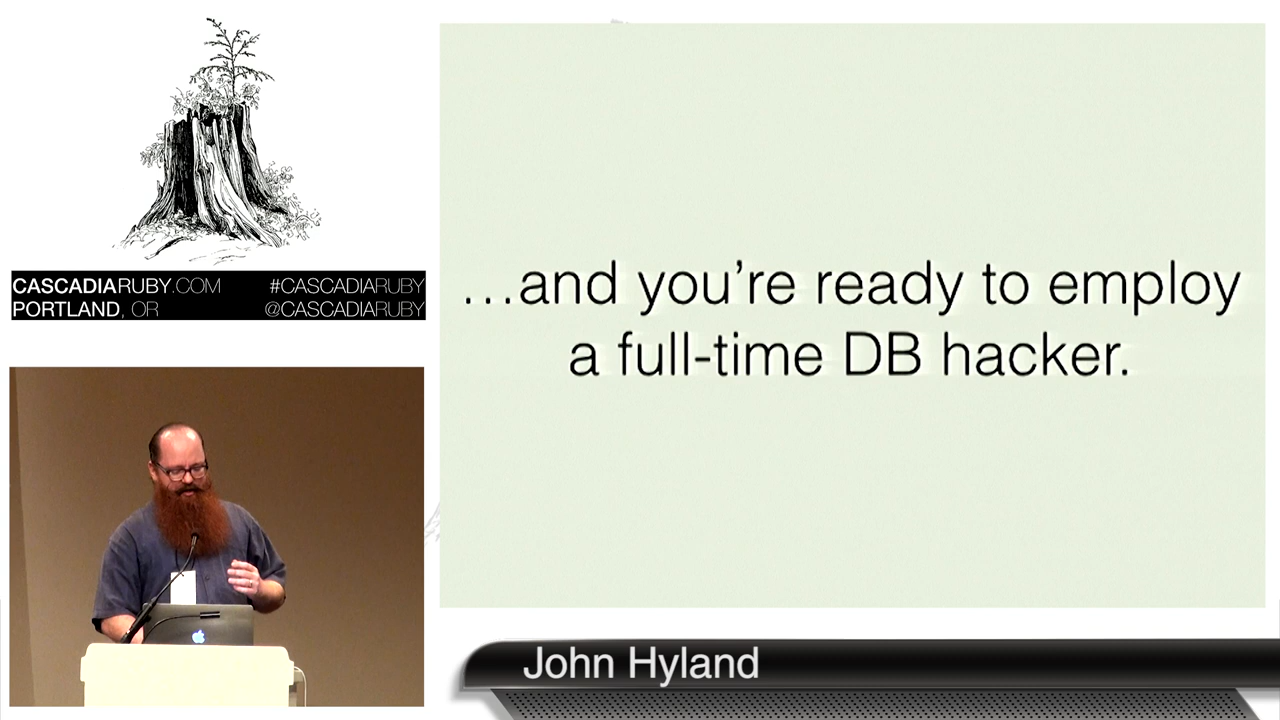 CASCADIARUBY.COM #CASCADIARUBY
PORTLAND, OR @CASCADIARUBY
…and you’re ready to employ
a full-time DB hacker.
John Hyland